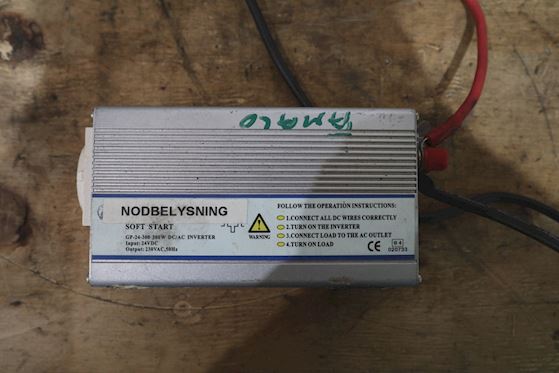 AMALO
NODBELYSNING
SOFT START
GP-24-300 300W DC/AC INVERTER
Input: 24VDC
Output: 230VAC,50Hz
WARNING
FOLLOW THE OPERATION INSTRUCTIONS:
1.CONNECT ALL DC WIRES CORRECTLY
2.TURN ON THE INVERTER
3.CONNECT LOAD TO THE AC OUTLET
4.TURN ON LOAD
CE
020733